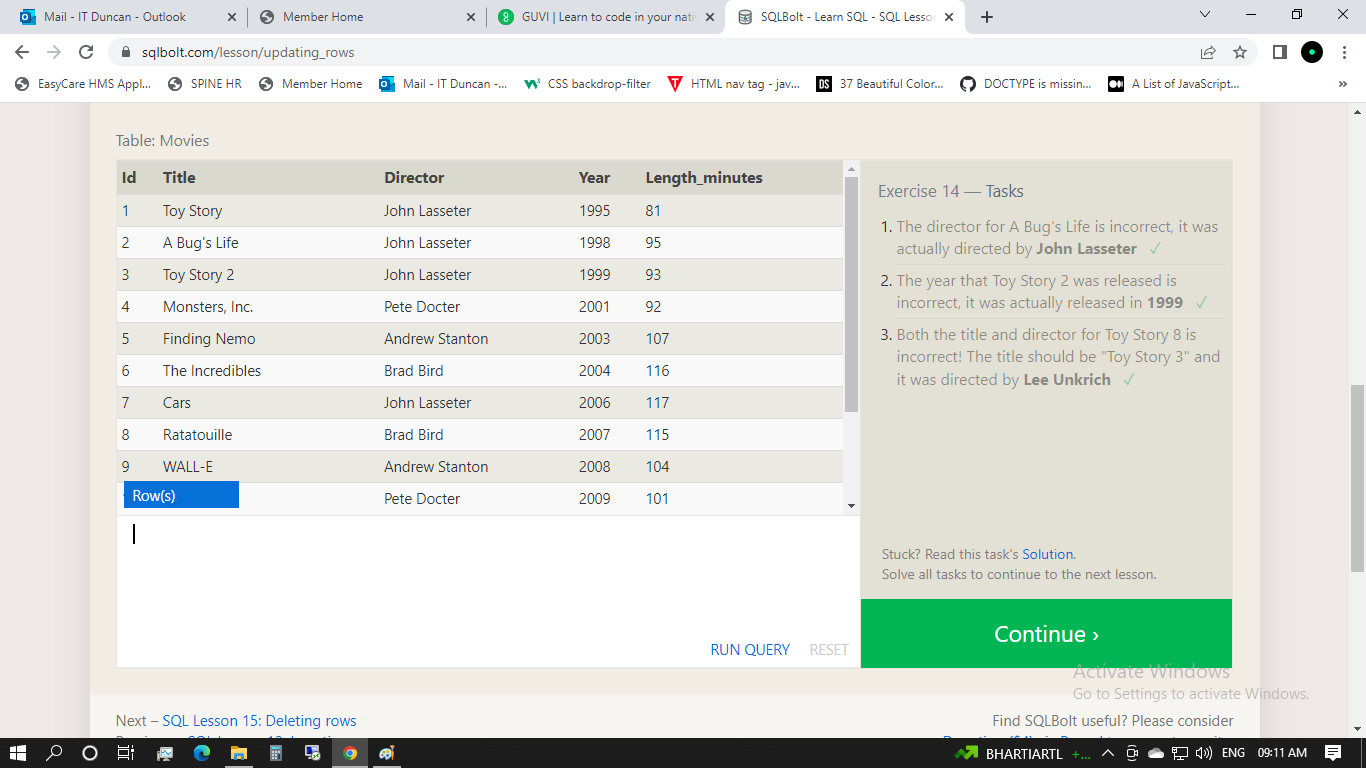 Mail - IT Duncan - Outlook
Member Home
GUVI | Learn to code in your nati
SQLBolt - Learn SQL - SQL Lesson
sqlbolt.com/lesson/updating_rows
EasyCare HMS Appl...
SPINE HR
Member Home
Mail - IT Duncan -...
CSS backdrop-filter
HTML nav tag - jav...
DS
37 Beautiful Color...
DOCTYPE is missin...
A List of JavaScript...
»
Table: Movies
Id Title Director Year Length_minutes
1 Toy Story John Lasseter 1995 81
2 A Bug's Life John Lasseter 1998 95
3 Toy Story 2 John Lasseter 1999 93
4 Monsters, Inc. Pete Docter 2001 92
5 Finding Nemo Andrew Stanton 2003 107
6 The Incredibles Brad Bird 2004 116
7 Cars John Lasseter 2006 117
8 Ratatouille Brad Bird 2007 115
9 WALL-E Andrew Stanton 2008 104
Row(s) Pete Docter 2009 101
RUN QUERY RESET
Exercise 14 — Tasks
1. The director for A Bug's Life is incorrect, it was
actually directed by John Lasseter ✓
2. The year that Toy Story 2 was released is
incorrect, it was actually released in 1999 ✓
3. Both the title and director for Toy Story 8 is
incorrect! The title should be "Toy Story 3" and
it was directed by Lee Unkrich ✓
Stuck? Read this task's Solution.
Solve all tasks to continue to the next lesson.
Continue ›
Activate Windows
Go to Settings to activate Windows.
Next – SQL Lesson 15: Deleting rows
Find SQLBolt useful? Please consider
BHARTIARTL +...
ENG
09:11 AM